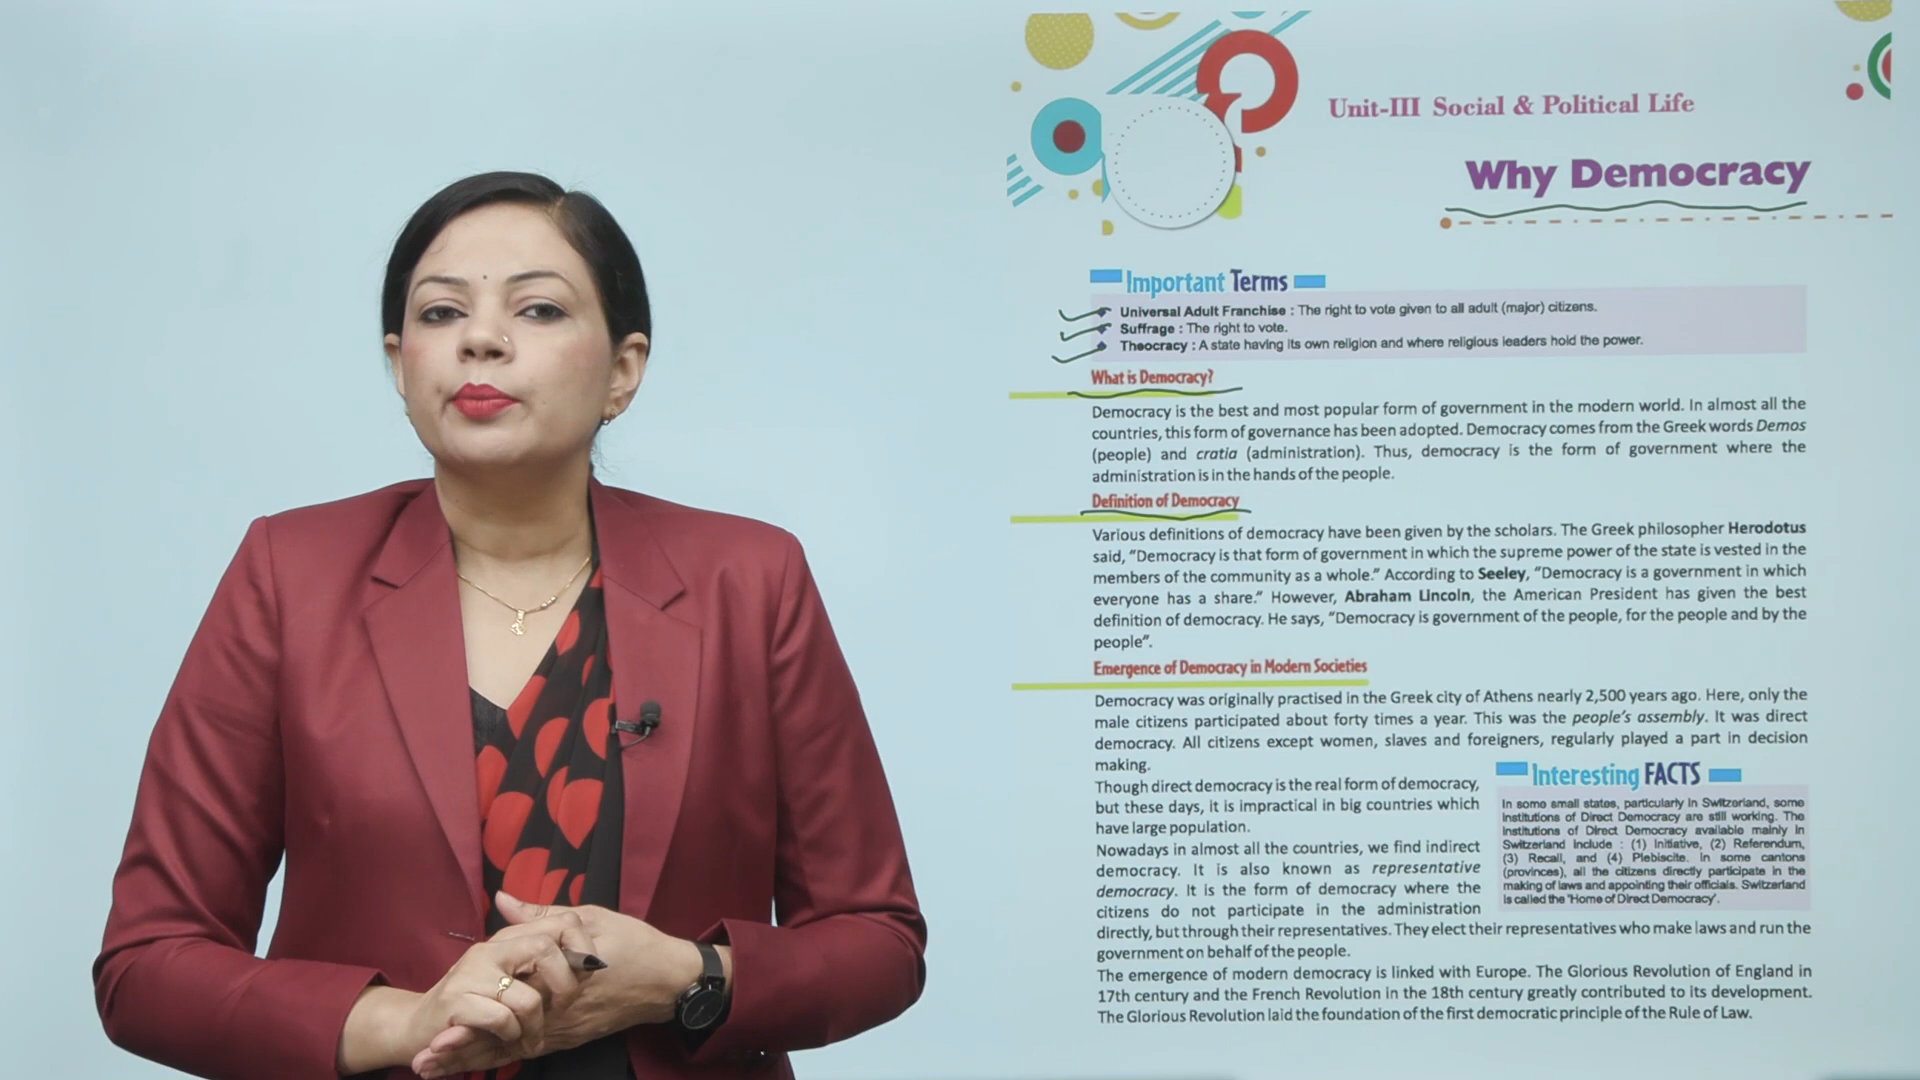 Unit-III Social & Political Life
Why Democracy
Important Terms
Universal Adult Franchise : The right to vote given to all adult (major) citizens.
Suffrage : The right to vote.
Theocracy : A state having its own religion and where religious leaders hold the power.
What is Democracy?
Democracy is the best and most popular form of government in the modern world. In almost all the
countries, this form of governance has been adopted. Democracy comes from the Greek words Demos
(people) and cratia (administration). Thus, democracy is the form of government where the
administration is in the hands of the people.
Definition of Democracy
Various definitions of democracy have been given by the scholars. The Greek philosopher Herodotus
said, "Democracy is that form of government in which the supreme power of the state is vested in the
members of the community as a whole." According to Seeley, "Democracy is a government in which
everyone has a share." However, Abraham Lincoln, the American President has given the best
definition of democracy. He says, "Democracy is government of the people, for the people and by the
people".
Emergence of Democracy in Modern Societies
Democracy was originally practised in the Greek city of Athens nearly 2,500 years ago. Here, only the
male citizens participated about forty times a year. This was the people's assembly. It was direct
democracy. All citizens except women, slaves and foreigners, regularly played a part in decision
making.
Though direct democracy is the real form of democracy,
but these days, it is impractical in big countries which
have large population.
Nowadays in almost all the countries, we find indirect
democracy. It is also known as representative
democracy. It is the form of democracy where the
citizens do not participate in the administration
directly, but through their representatives. They elect their representatives who make laws and run the
government on behalf of the people.
The emergence of modern democracy is linked with Europe. The Glorious Revolution of England in
17th century and the French Revolution in the 18th century greatly contributed to its development.
The Glorious Revolution laid the foundation of the first democratic principle of the Rule of Law.
Interesting FACTS
In some small states, particularly in Switzerland, some
institutions of Direct Democracy are still working. The
institutions of Direct Democracy available mainly in
Switzerland include : (1) Initiative, (2) Referendum,
(3) Recall, and (4) Plebiscite. In some cantons
(provinces), all the citizens directly participate in the
making of laws and appointing their officials. Switzerland
is called the 'Home of Direct Democracy'.